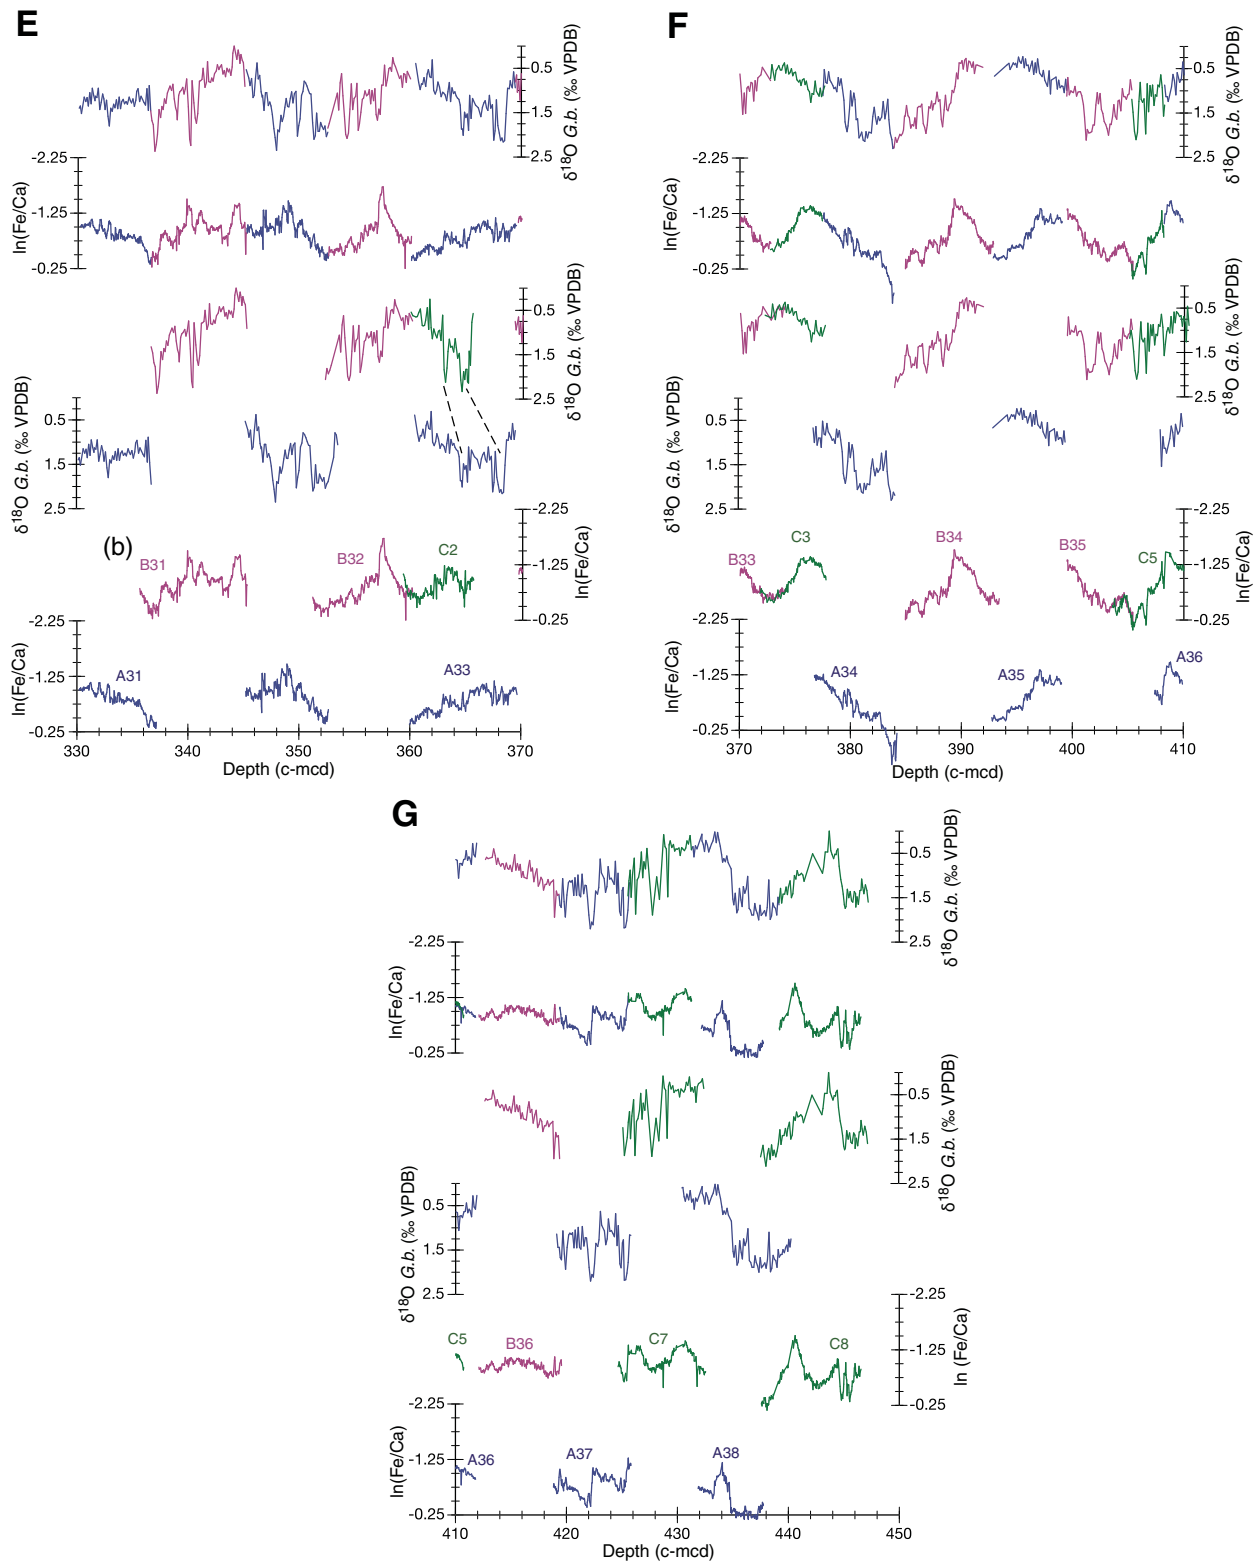 E
0.5
1.5
2.5
δ18O G.b. (‰ VPDB)
-2.25
-1.25
-0.25
ln(Fe/Ca)
0.5
1.5
2.5
δ18O G.b. (‰ VPDB)
0.5
1.5
2.5
δ18O G.b. (‰ VPDB)
(b)
B31
B32
C2
-2.25
-1.25
-0.25
ln(Fe/Ca)
-2.25
-1.25
-0.25
ln(Fe/Ca)
A31
A33
330
340
350
360
370
Depth (c-mcd)
F
0.5
1.5
2.5
δ18O G.b. (‰ VPDB)
-2.25
-1.25
-0.25
ln(Fe/Ca)
0.5
1.5
2.5
δ18O G.b. (‰ VPDB)
0.5
1.5
2.5
δ18O G.b. (‰ VPDB)
B33
C3
B34
B35
C5
-2.25
-1.25
-0.25
ln(Fe/Ca)
-2.25
-1.25
-0.25
ln(Fe/Ca)
A34
A35
A36
370
380
390
400
410
Depth (c-mcd)
G
0.5
1.5
2.5
δ18O G.b. (‰ VPDB)
-2.25
-1.25
-0.25
ln(Fe/Ca)
0.5
1.5
2.5
δ18O G.b. (‰ VPDB)
0.5
1.5
2.5
δ18O G.b. (‰ VPDB)
C5
B36
C7
C8
-2.25
-1.25
-0.25
ln (Fe/Ca)
-2.25
-1.25
-0.25
ln(Fe/Ca)
A36
A37
A38
410
420
430
440
450
Depth (c-mcd)